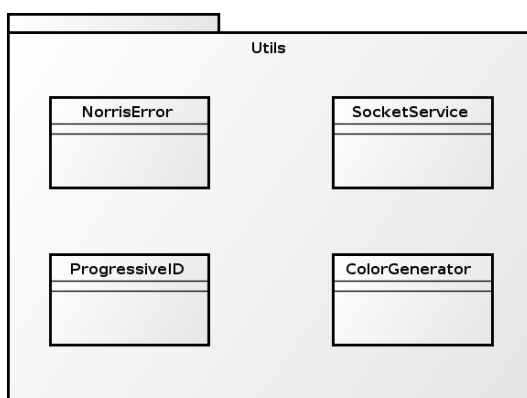 Utils
NorrisError
SocketService
ProgressiveID
ColorGenerator